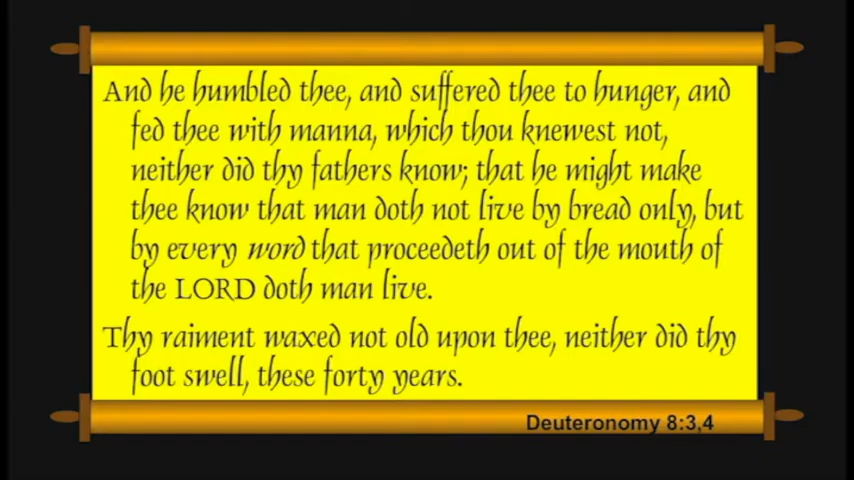 And he humbled thee, and suffered thee to hunger, and
fed thee with manna, which thou knewest not,
neither did thy fathers know; that he might make
thee know that man doth not live by bread only, but
by every word that proceedeth out of the mouth of
the LORD doth man live.
Thy raiment waxed not old upon thee, neither did thy
foot swell, these forty years.
Deuteronomy 8:3,4